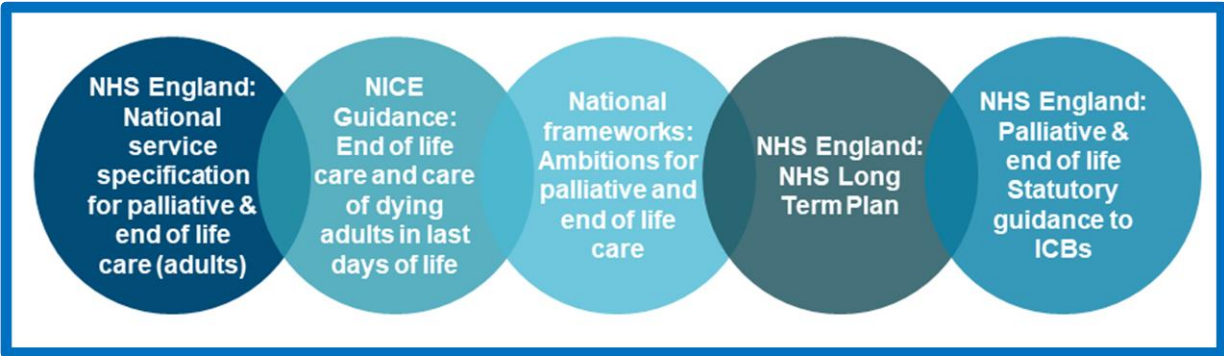 NHS England:
National
service
specification
for palliative &
end of life
care (adults)
NICE
Guidance:
End of life
care and care
of dying
adults in last
days of life
National
frameworks:
Ambitions for
palliative and
end of life
care
NHS England:
NHS Long
Term Plan
NHS England:
Palliative &
end of life
Statutory
guidance to
ICBs